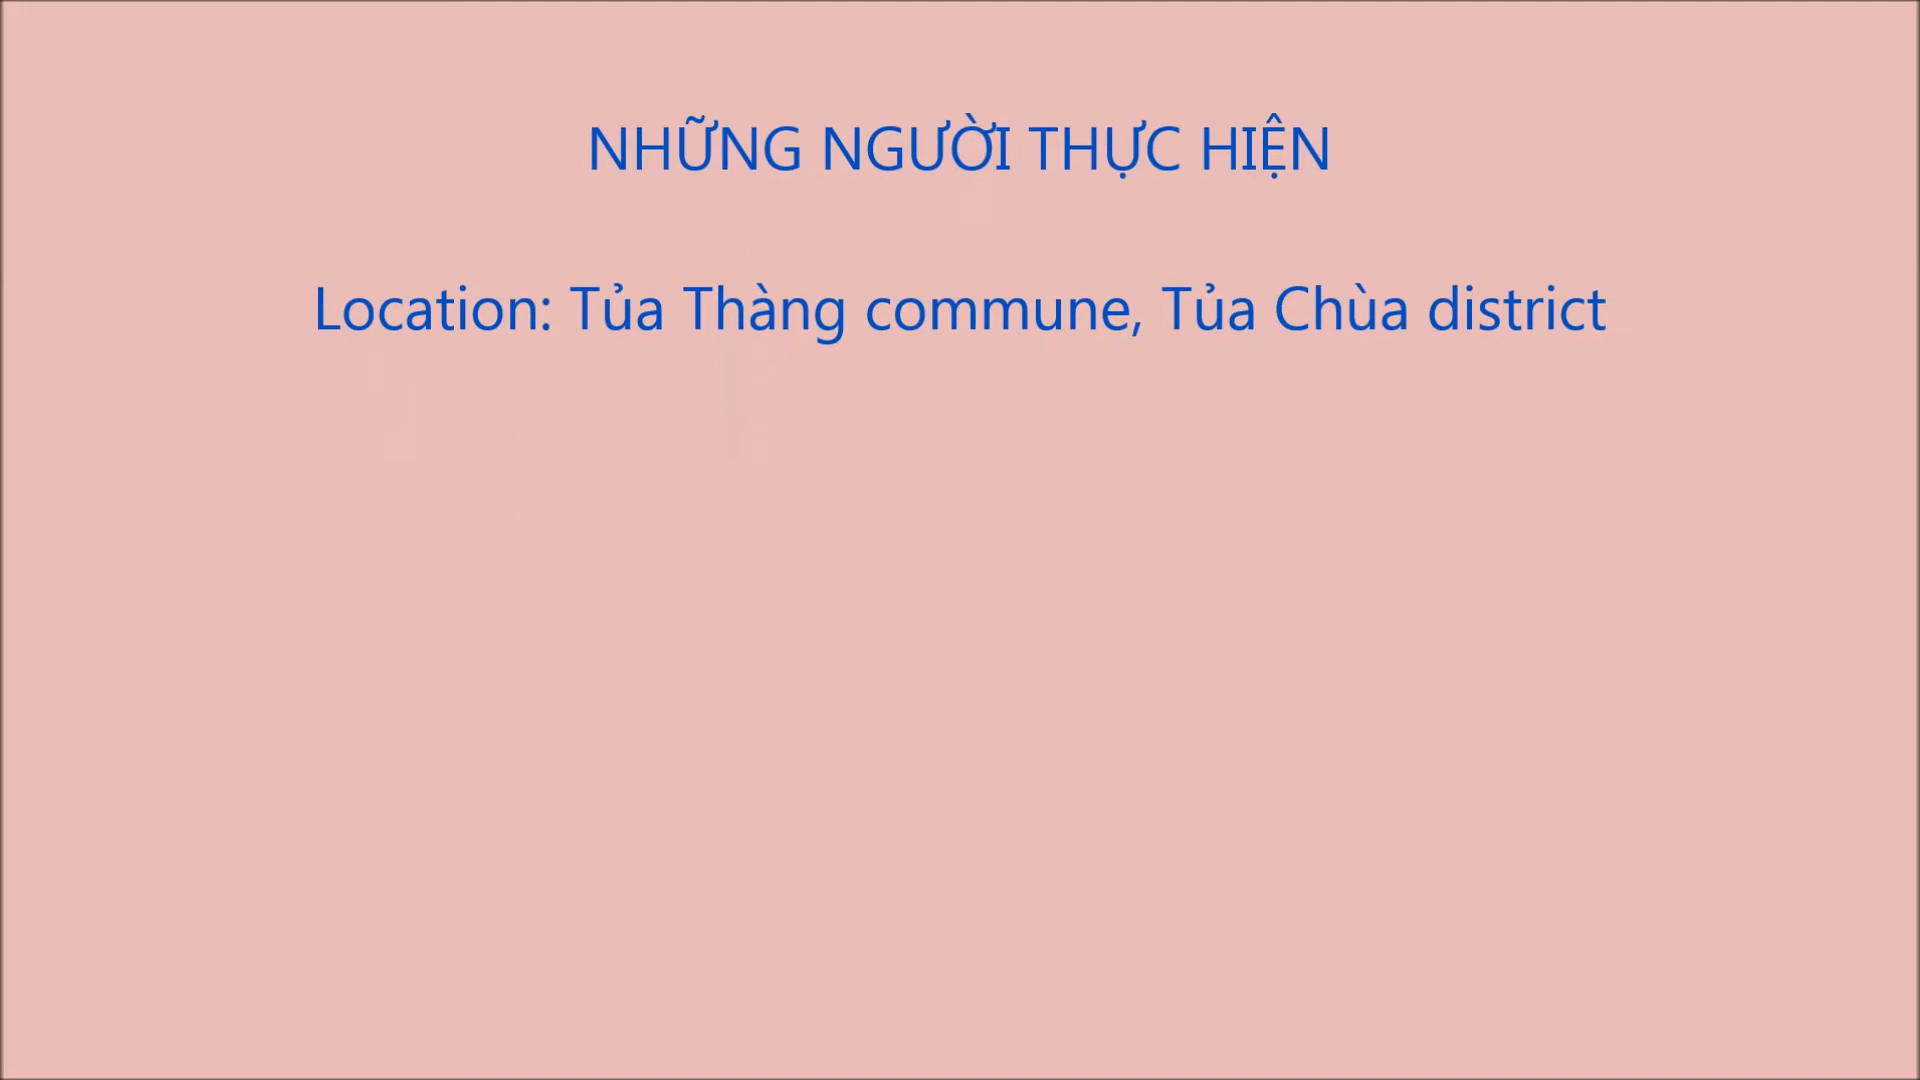 NHỮNG NGƯỜI THỰC HIỆN
Location: Tủa Thàng commune, Tủa Chùa district